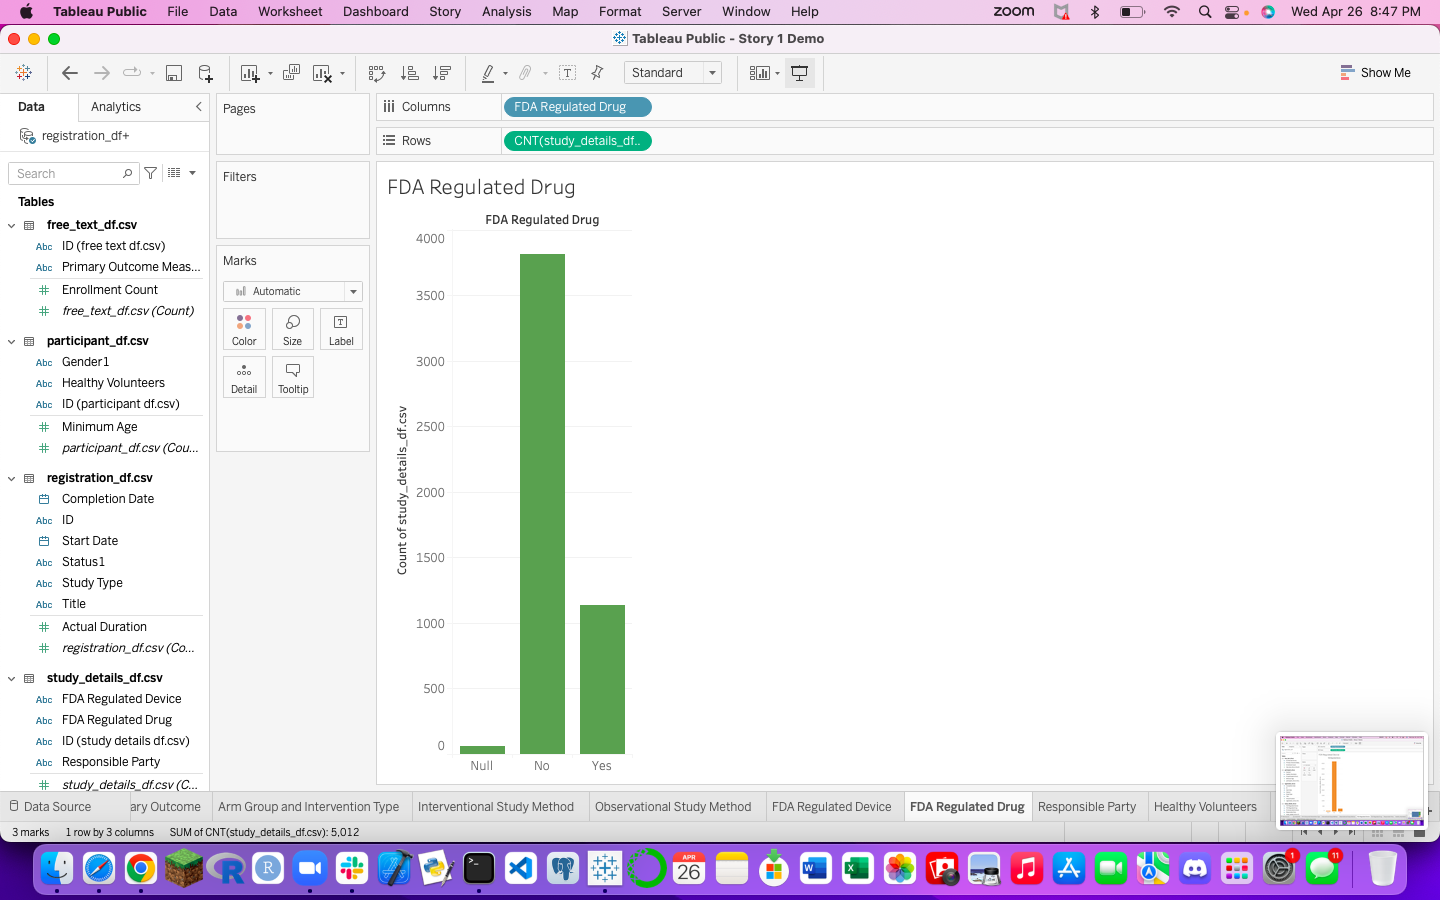 Tableau Public File Data Worksheet Dashboard Story Analysis Map Format Server Window Help zoom Wed Apr 26 8:47 PM
Tableau Public - Story 1 Demo
Standard
Show Me
Data Analytics
registration_df+
Search
Tables
free_text_df.csv
Abc ID (free text df.csv)
Abc Primary Outcome Meas...
# Enrollment Count
# free_text_df.csv (Count)
participant_df.csv
Abc Gender1
Abc Healthy Volunteers
Abc ID (participant df.csv)
# Minimum Age
# participant_df.csv (Cou...
registration_df.csv
Completion Date
Abc ID
Start Date
Abc Status1
Abc Study Type
Abc Title
# Actual Duration
# registration_df.csv (Co...
study_details_df.csv
Abc FDA Regulated Device
Abc FDA Regulated Drug
Abc ID (study details df.csv)
Abc Responsible Party
# study_details_df.csv (C...
Pages
Filters
Marks
Automatic
Color Size Label
Detail Tooltip
Columns FDA Regulated Drug
Rows CNT(study_details_df..
FDA Regulated Drug
FDA Regulated Drug
Count of study_details_df.csv
4000
3500
3000
2500
2000
1500
1000
500
0
Null No Yes
Data Source ary Outcome Arm Group and Intervention Type Interventional Study Method Observational Study Method FDA Regulated Device FDA Regulated Drug Responsible Party Healthy Volunteers
3 marks 1 row by 3 columns SUM of CNT(study_details_df.csv): 5,012
APR
26
1
11